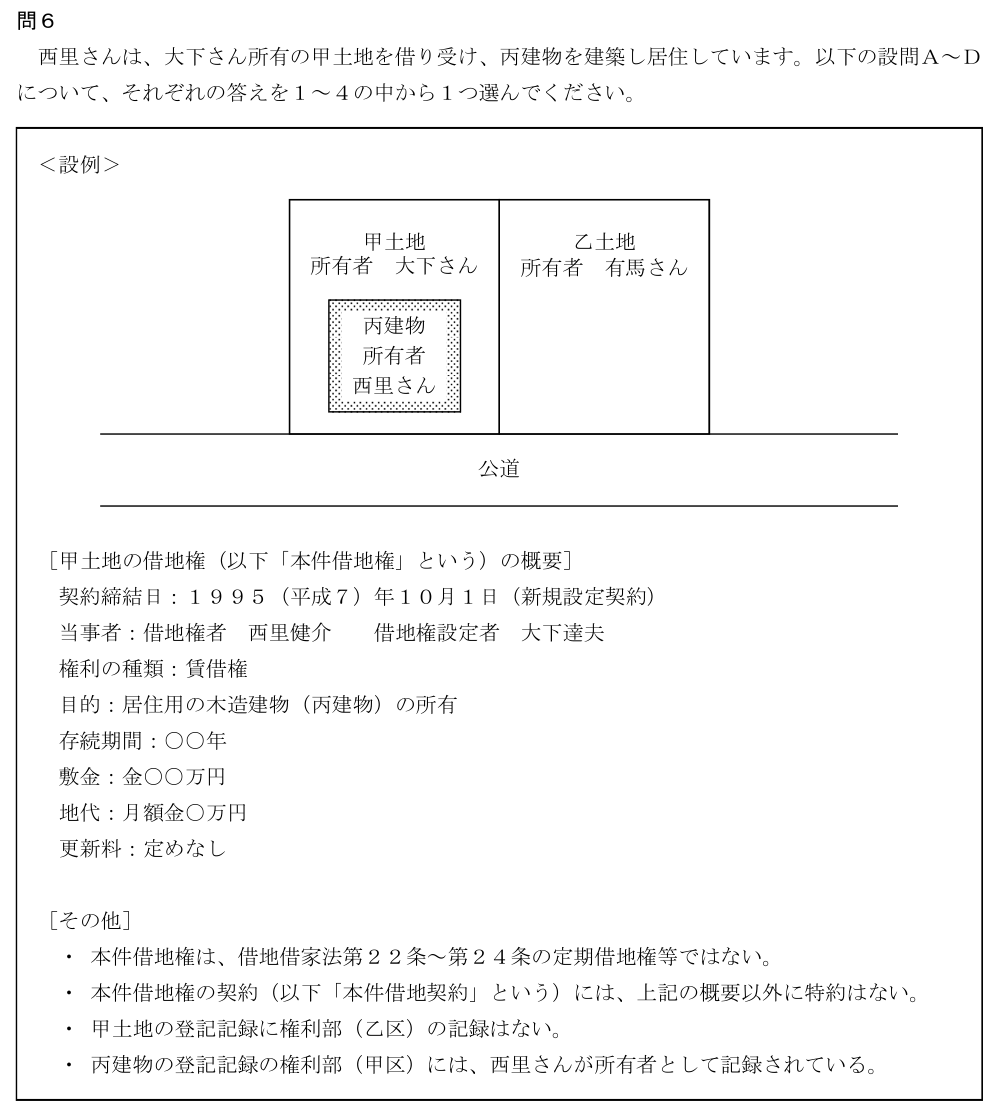 問６
西里さんは、大下さん所有の甲土地を借り受け、丙建物を建築し居住しています。以下の設問Ａ～Ｄ
について、それぞれの答えを１～４の中から１つ選んでください。
＜設例＞
甲土地
所有者　大下さん
乙土地
所有者　有馬さん
丙建物
所有者
西里さん
公道
［甲土地の借地権（以下「本件借地権」という）の概要］
契約締結日：１９９５（平成７）年１０月１日（新規設定契約）
当事者：借地権者　西里健介　　借地権設定者　大下達夫
権利の種類：賃借権
目的：居住用の木造建物（丙建物）の所有
存続期間：〇〇年
敷金：金〇〇万円
地代：月額金〇万円
更新料：定めなし
［その他］
・　本件借地権は、借地借家法第２２条～第２４条の定期借地権等ではない。
・　本件借地権の契約（以下「本件借地契約」という）には、上記の概要以外に特約はない。
・　甲土地の登記記録に権利部（乙区）の記録はない。
・　丙建物の登記記録の権利部（甲区）には、西里さんが所有者として記録されている。